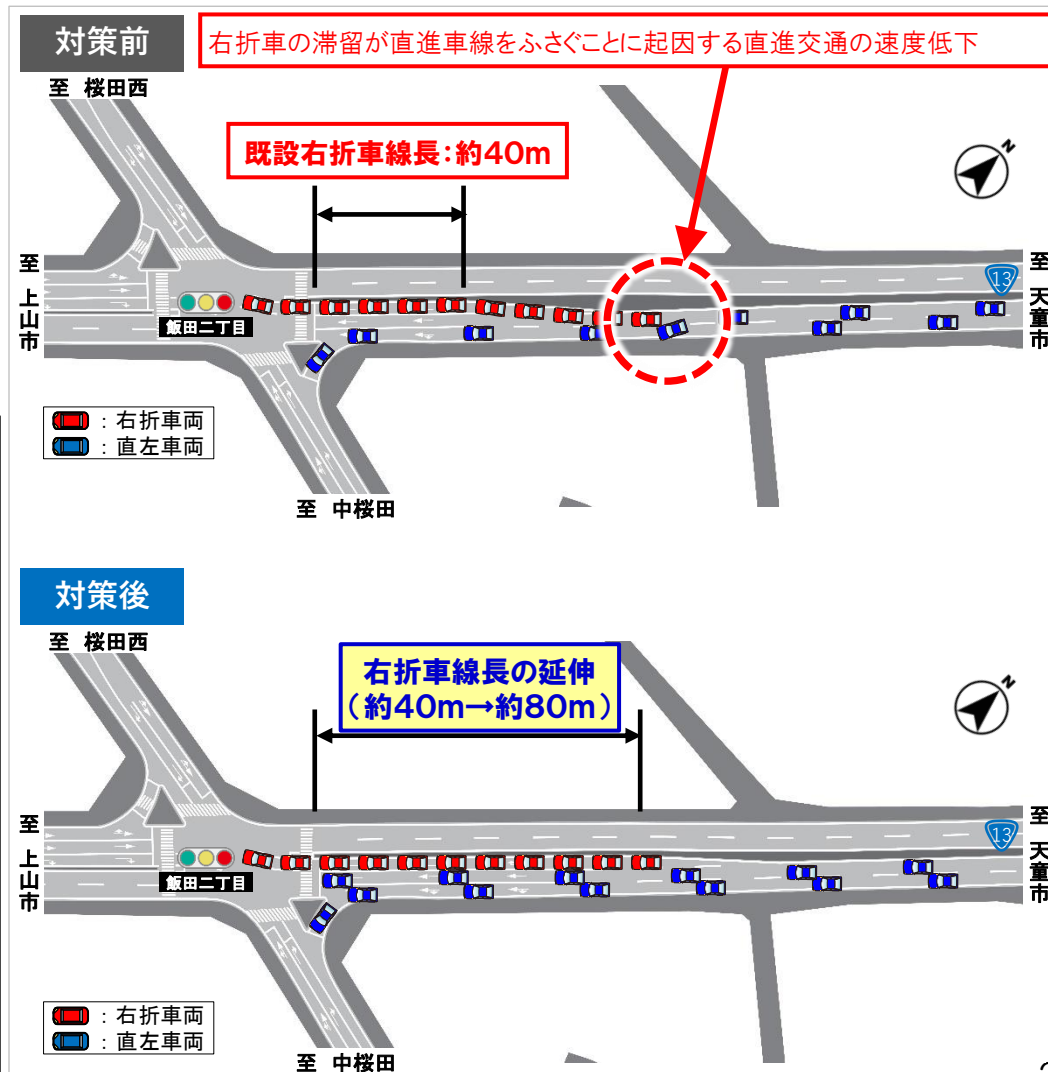 対策前
右折車の滞留が直進車線をふさぐことに起因する直進交通の速度低下
至 桜田西
既設右折車線長:約40m
N
至 上山市
至 天童市
13
飯田二丁目
:右折車両
:直左車両
至 中桜田
対策後
至 桜田西
右折車線長の延伸
(約40m→約80m)
N
至 上山市
至 天童市
13
飯田二丁目
:右折車両
:直左車両
至 中桜田